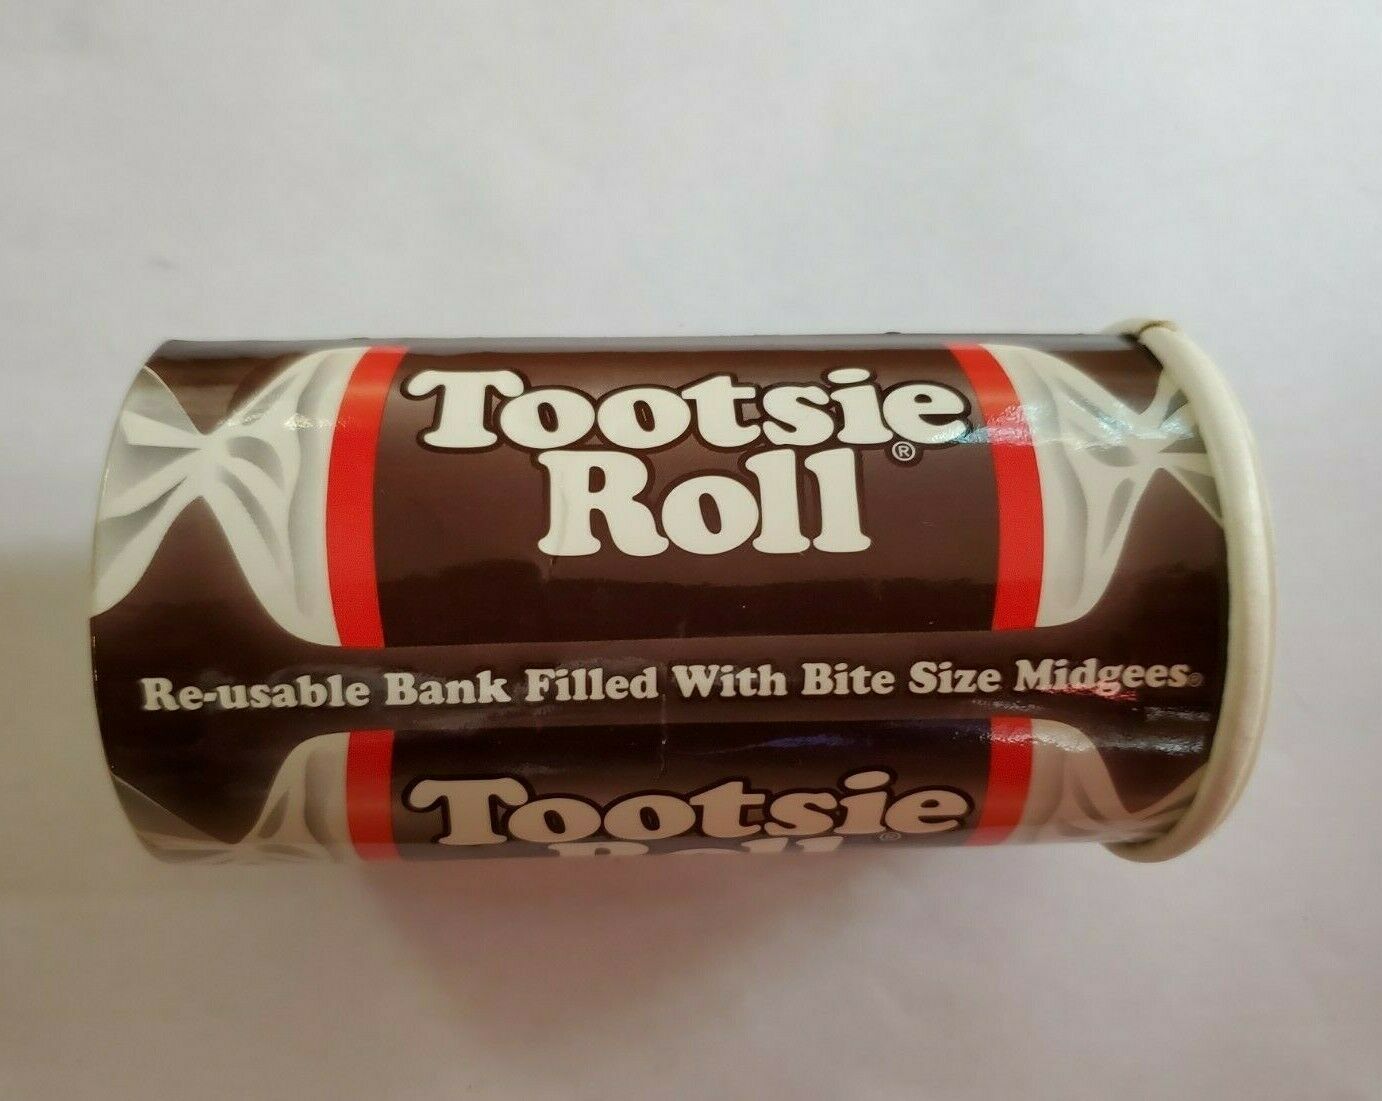 Tootsie
Roll®
Re-usable Bank Filled With Bite Size Midgees®
Tootsie
Roll ®